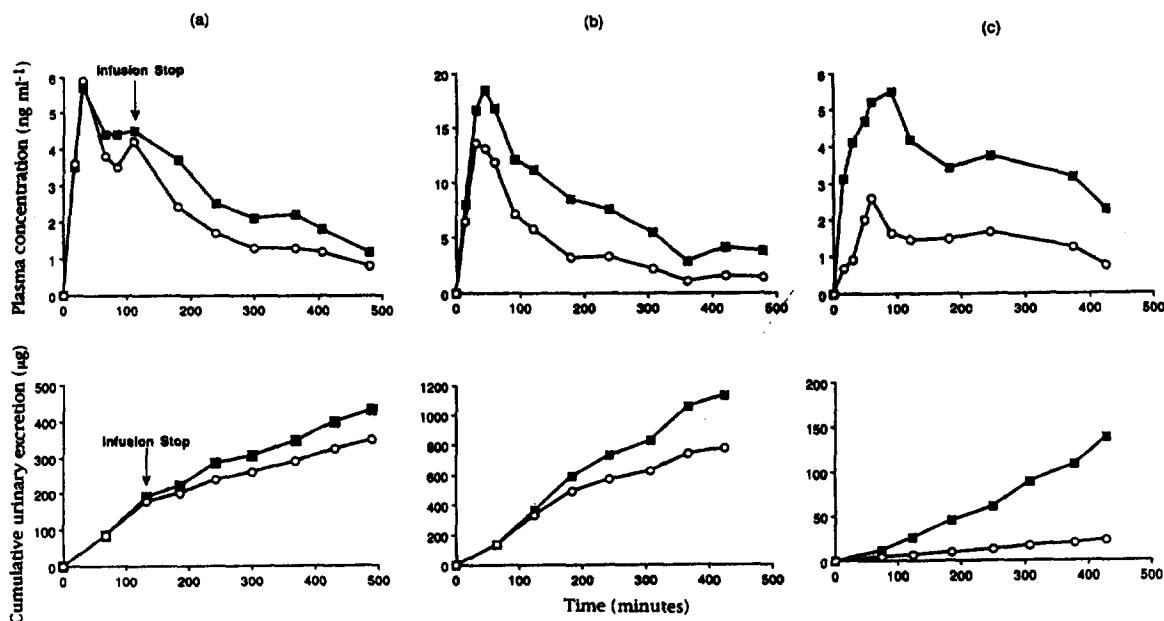 (a)
(b)
(c)
Plasma concentration (ng ml⁻¹)
Infusion Stop
6
5
4
3
2
1
0
0 100 200 300 400 500
20
15
10
5
0
0 100 200 300 400 500
6
5
4
3
2
1
0
0 100 200 300 400 500
Cumulative urinary excretion (μg)
Infusion Stop
500
400
300
200
100
0
0 100 200 300 400 500
1200
1000
800
600
400
200
0
0 100 200 300 400 500
200
150
100
50
0
0 100 200 300 400 500
Time (minutes)